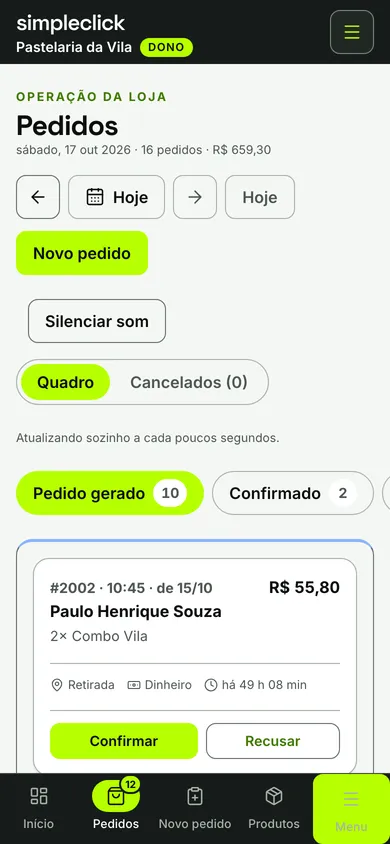 simpleclick
Pastelaria da Vila DONO
OPERAÇÃO DA LOJA
Pedidos
sábado, 17 out 2026 · 16 pedidos · R$ 659,30
Hoje Hoje
Novo pedido
Silenciar som
Quadro Cancelados (0)
Atualizando sozinho a cada poucos segundos.
Pedido gerado 10 Confirmado 2
#2002 · 10:45 · de 15/10 R$ 55,80
Paulo Henrique Souza
2× Combo Vila
Retirada Dinheiro há 49 h 08 min
Confirmar Recusar
12
Início Pedidos Novo pedido Produtos Menu